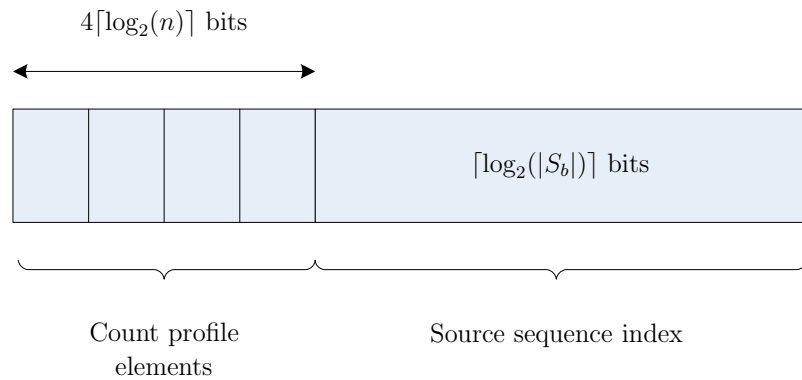 4⌈log₂(n)⌉ bits
⌈log₂(|S_b|)⌉ bits
Count profile
elements
Source sequence index